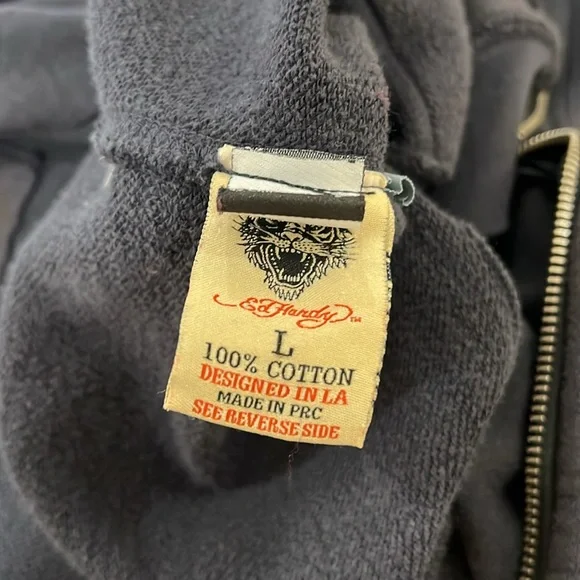 Ed Hardy™
L
100% COTTON
DESIGNED IN LA
MADE IN PRC
SEE REVERSE SIDE